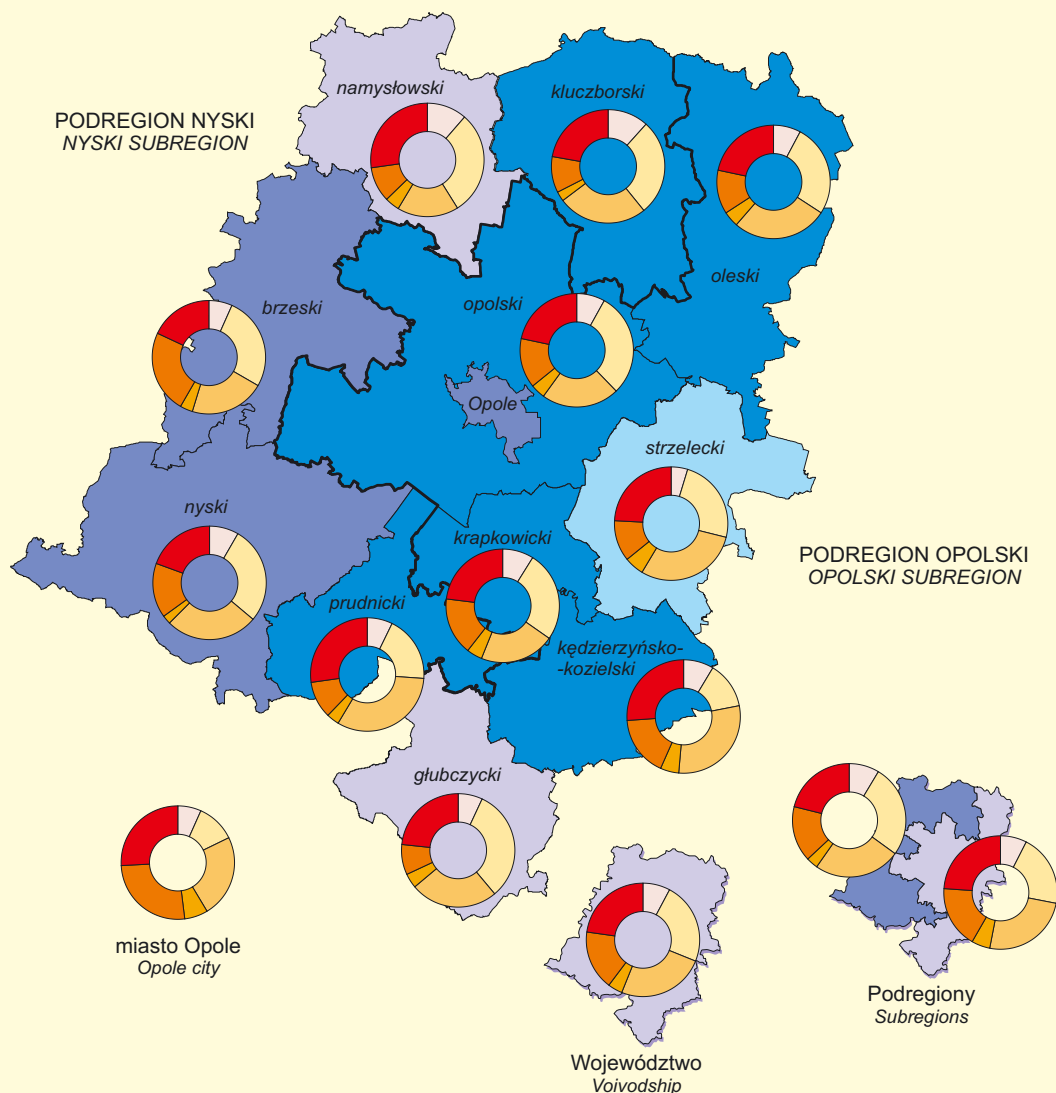 namysłowski
kluczborski
PODREGION NYSKI
NYSKI SUBREGION
oleski
brzeski
opolski
Opole
strzelecki
nyski
krapkowicki
PODREGION OPOLSKI
OPOLSKI SUBREGION
prudnicki
kędzierzyńsko-
-kozielski
głubczycki
miasto Opole
Opole city
Podregiony
Subregions
Województwo
Voivodship